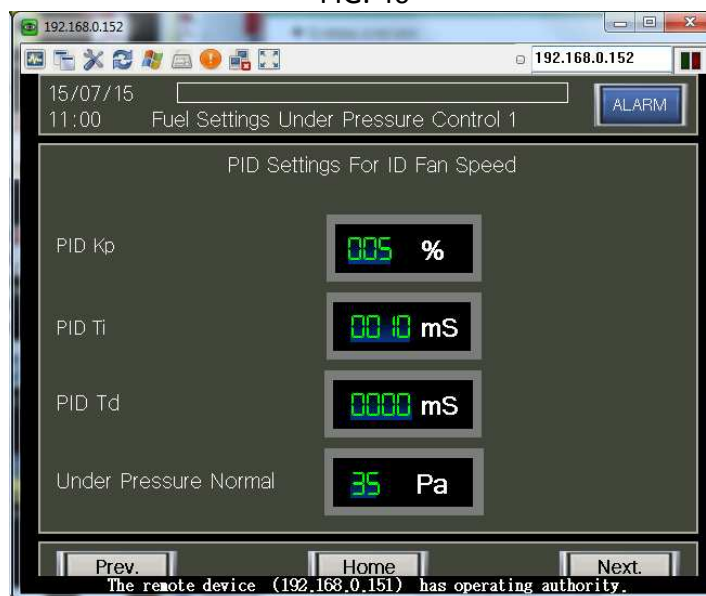 192.168.0.152
192.168.0.152
15/07/15
11:00 Fuel Settings Under Pressure Control 1
ALARM
PID Settings For ID Fan Speed
PID Kp 005 %
PID Ti 0010 mS
PID Td 0000 mS
Under Pressure Normal 35 Pa
Prev. Home Next.
The remote device (192.168.0.151) has operating authority.